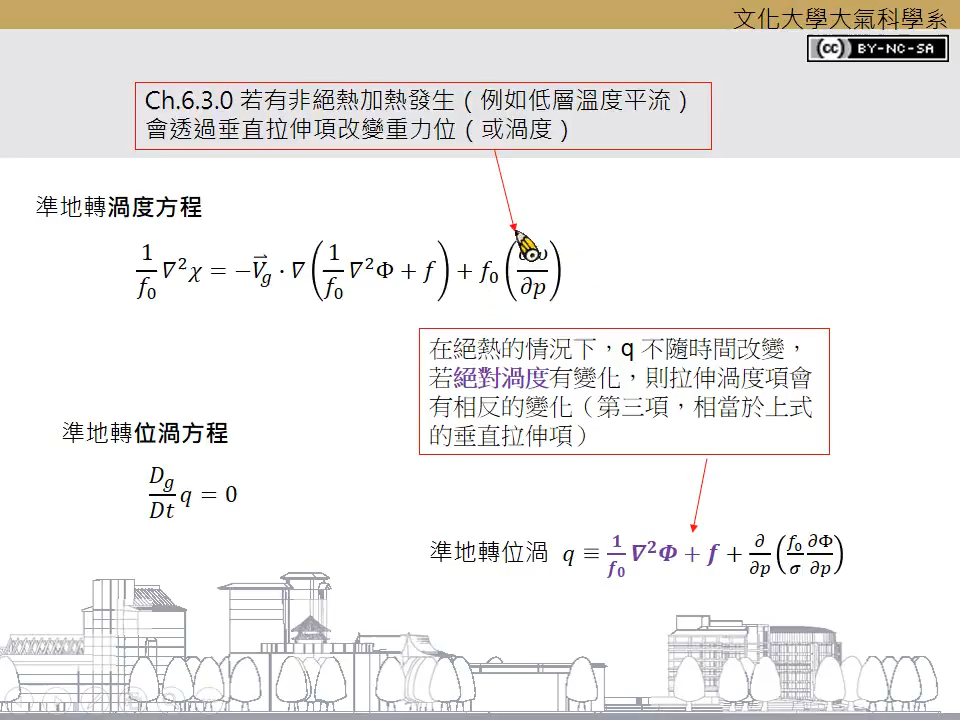 文化大學大氣科學系
(cc) BY-NC-SA
Ch.6.3.0 若有非絕熱加熱發生（例如低層溫度平流）
會透過垂直拉伸項改變重力位（或渦度）
準地轉渦度方程
1/f₀ ∇²χ = −V⃗g · ∇(1/f₀ ∇²Φ + f) + f₀(ω/∂p)
在絕熱的情況下，q 不隨時間改變，
若絕對渦度有變化，則拉伸渦度項會
有相反的變化（第三項，相當於上式
的垂直拉伸項）
準地轉位渦方程
Dg/Dt q = 0
準地轉位渦 q ≡ 1/f₀ ∇²Φ + f + ∂/∂p (f₀/σ ∂Φ/∂p)